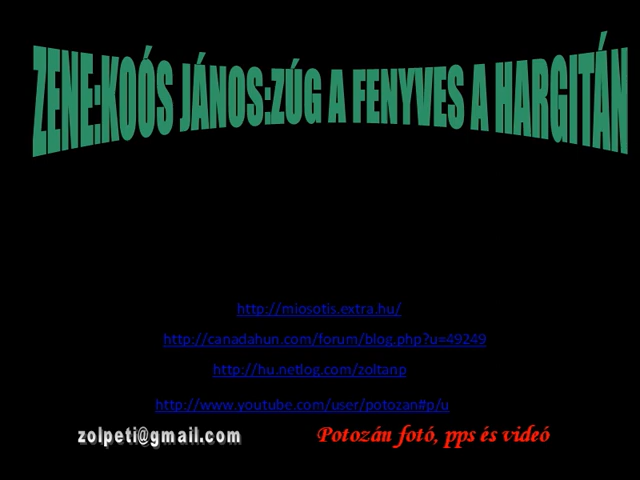 ZENE:KOÓS JÁNOS:ZÚG A FENYVES A HARGITÁN
http://miosotis.extra.hu/
http://canadahun.com/forum/blog.php?u=49249
http://hu.netlog.com/zoltanp
http://www.youtube.com/user/potozan#p/u
zolpeti@gmail.com Potozán fotó, pps és videó